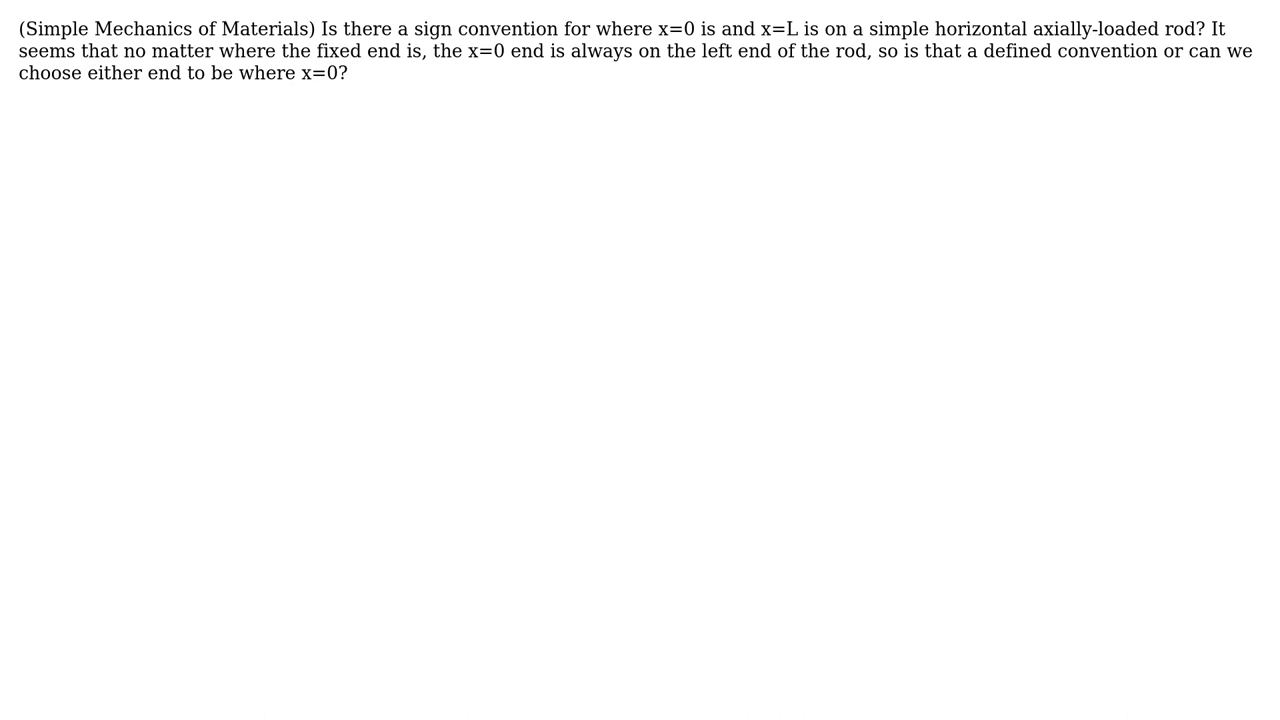 (Simple Mechanics of Materials) Is there a sign convention for where x=0 is and x=L is on a simple horizontal axially-loaded rod? It
seems that no matter where the fixed end is, the x=0 end is always on the left end of the rod, so is that a defined convention or can we
choose either end to be where x=0?